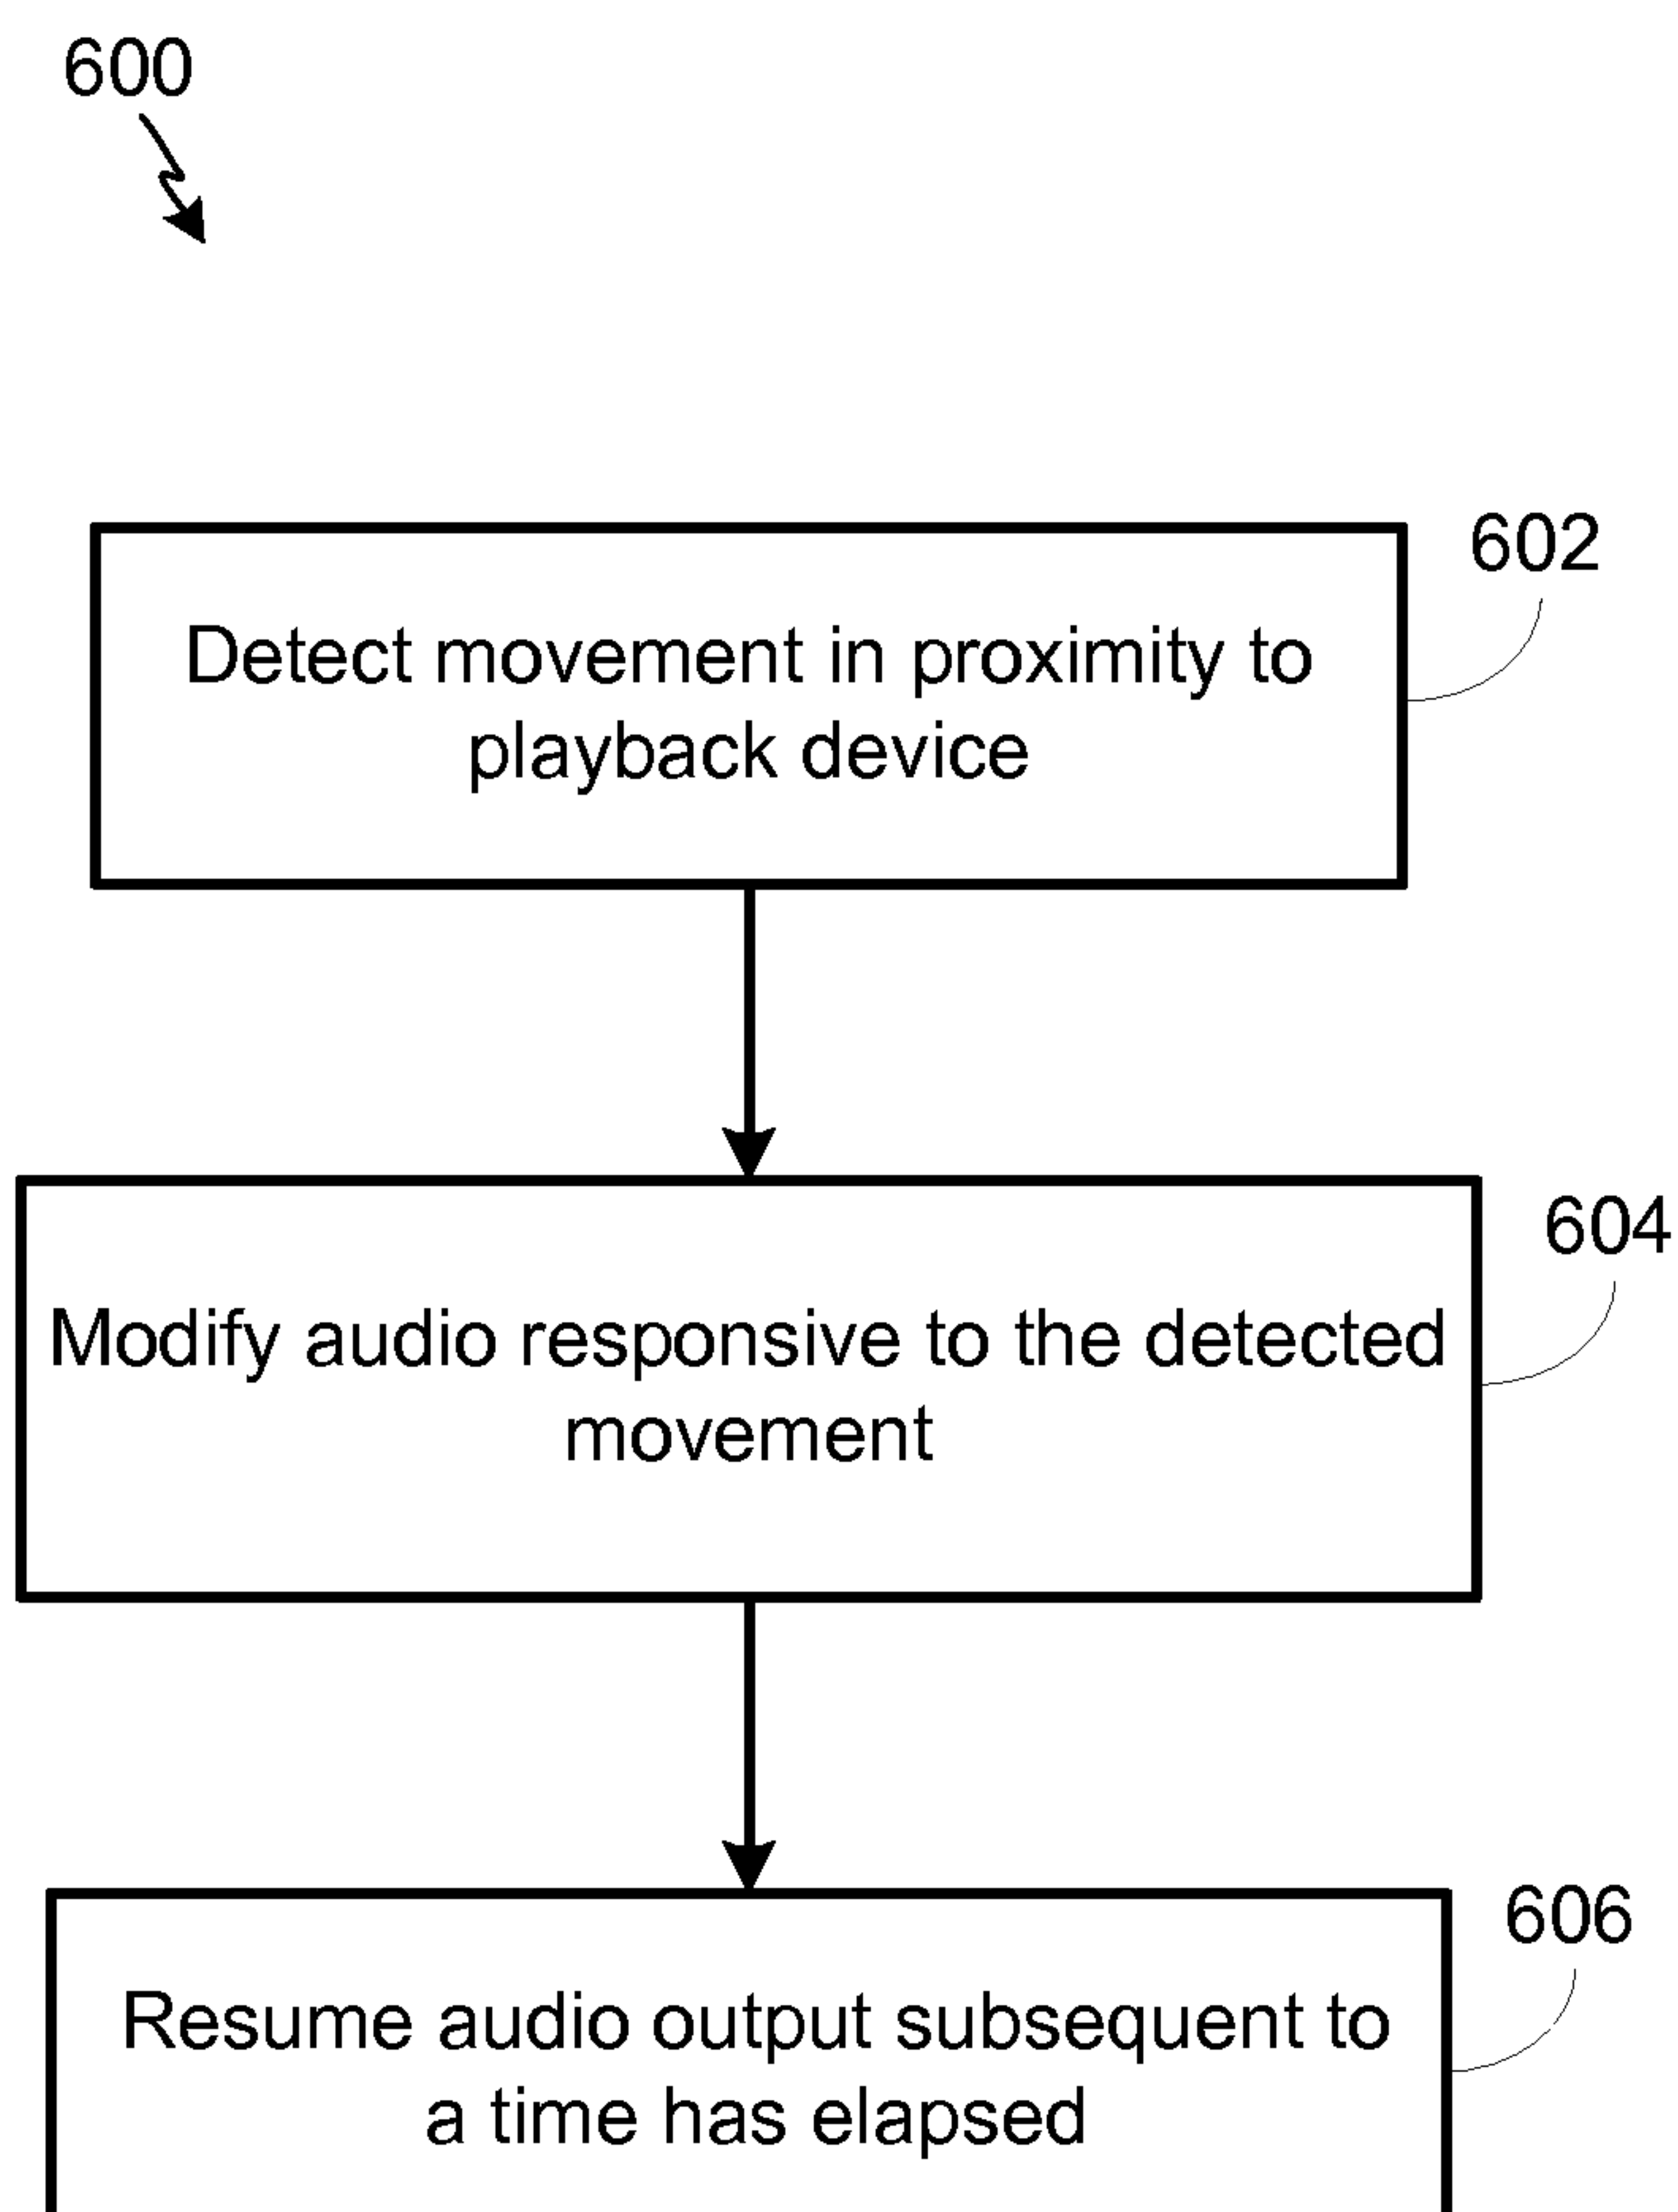 600
602
Detect movement in proximity to
playback device
604
Modify audio responsive to the detected
movement
606
Resume audio output subsequent to
a time has elapsed